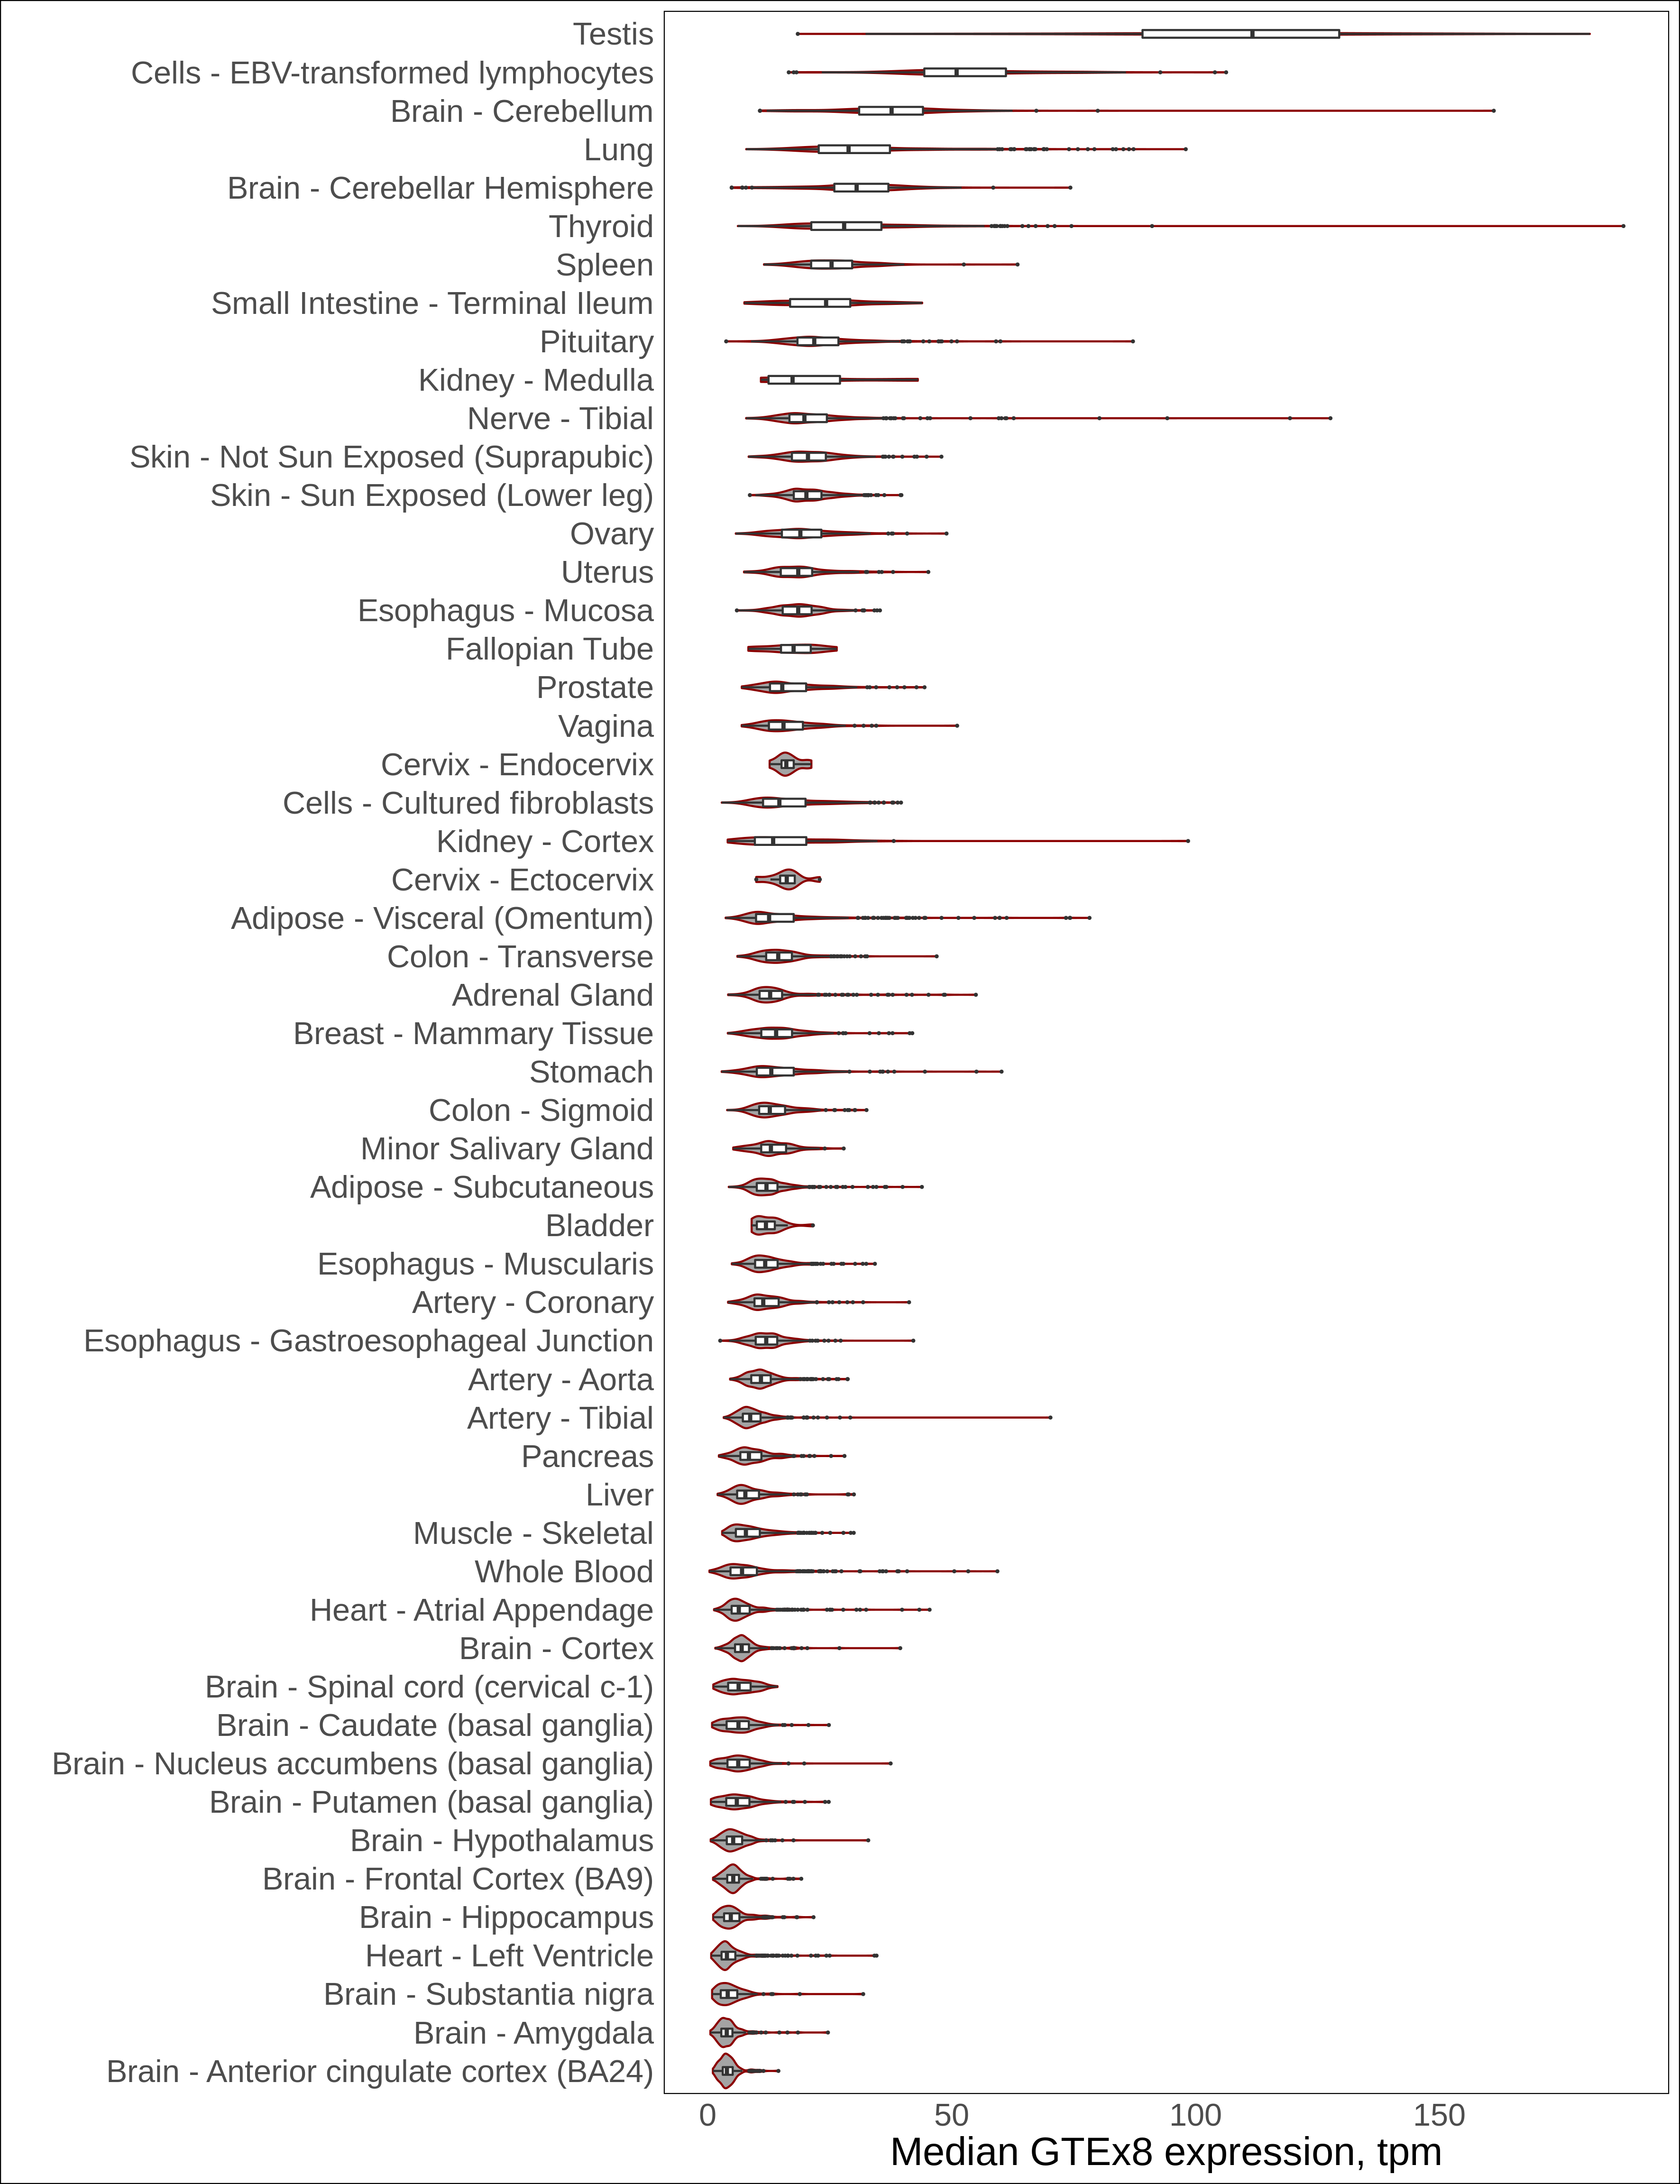 Testis
Cells - EBV-transformed lymphocytes
Brain - Cerebellum
Lung
Brain - Cerebellar Hemisphere
Thyroid
Spleen
Small Intestine - Terminal Ileum
Pituitary
Kidney - Medulla
Nerve - Tibial
Skin - Not Sun Exposed (Suprapubic)
Skin - Sun Exposed (Lower leg)
Ovary
Uterus
Esophagus - Mucosa
Fallopian Tube
Prostate
Vagina
Cervix - Endocervix
Cells - Cultured fibroblasts
Kidney - Cortex
Cervix - Ectocervix
Adipose - Visceral (Omentum)
Colon - Transverse
Adrenal Gland
Breast - Mammary Tissue
Stomach
Colon - Sigmoid
Minor Salivary Gland
Adipose - Subcutaneous
Bladder
Esophagus - Muscularis
Artery - Coronary
Esophagus - Gastroesophageal Junction
Artery - Aorta
Artery - Tibial
Pancreas
Liver
Muscle - Skeletal
Whole Blood
Heart - Atrial Appendage
Brain - Cortex
Brain - Spinal cord (cervical c-1)
Brain - Caudate (basal ganglia)
Brain - Nucleus accumbens (basal ganglia)
Brain - Putamen (basal ganglia)
Brain - Hypothalamus
Brain - Frontal Cortex (BA9)
Brain - Hippocampus
Heart - Left Ventricle
Brain - Substantia nigra
Brain - Amygdala
Brain - Anterior cingulate cortex (BA24)
0 50 100 150
Median GTEx8 expression, tpm